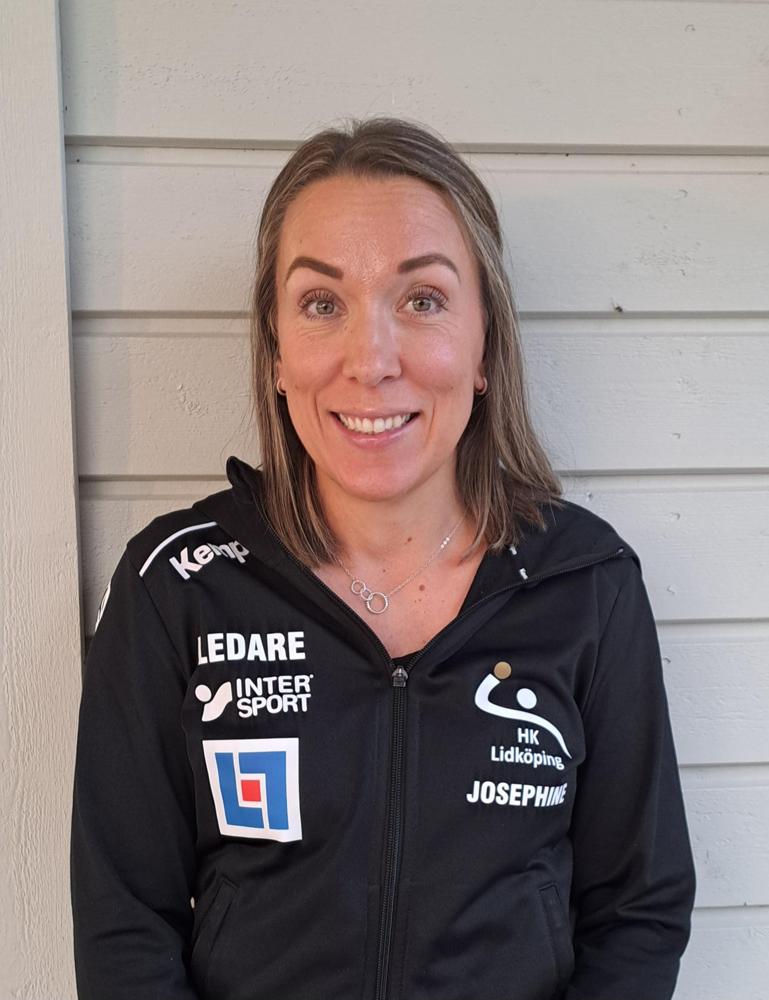 Kemp
LEDARE
INTER
SPORT
HK
Lidköping
JOSEPHINE